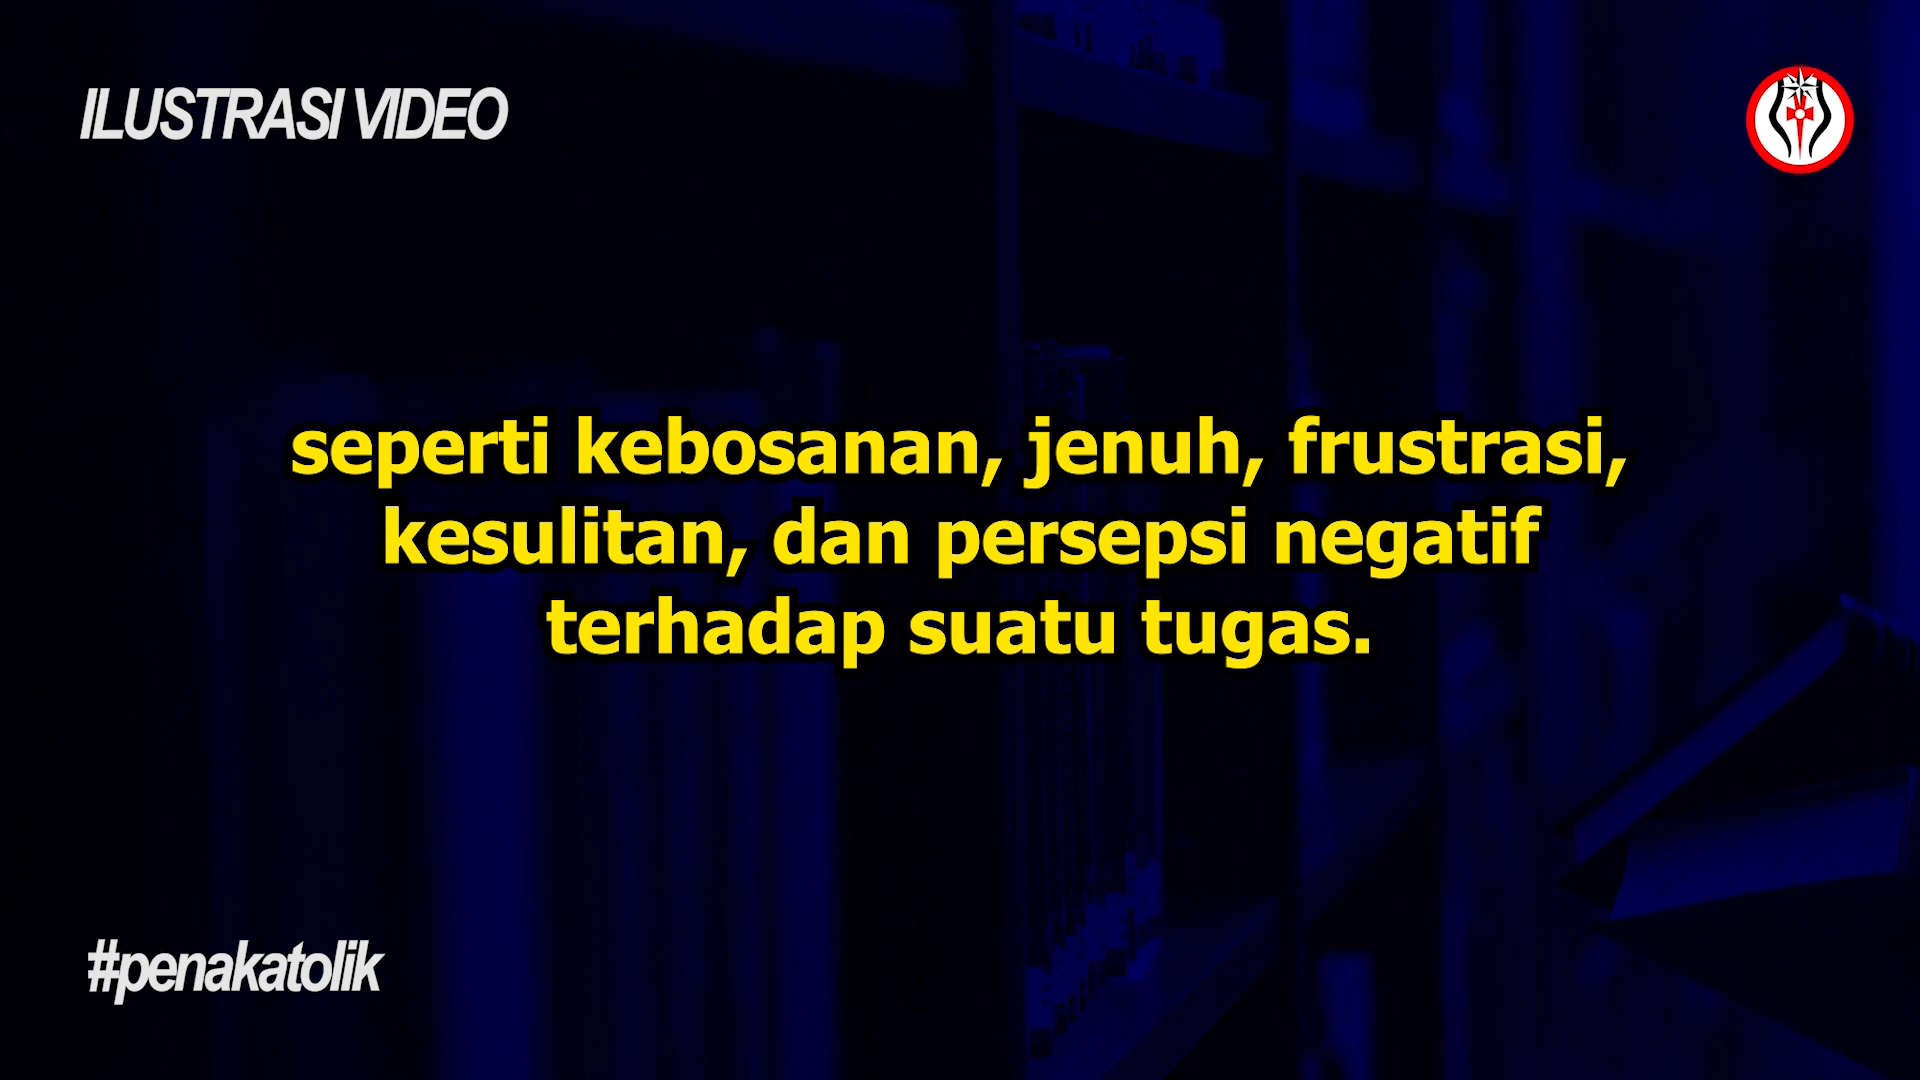 ILUSTRASI VIDEO
seperti kebosanan, jenuh, frustrasi,
kesulitan, dan persepsi negatif
terhadap suatu tugas.
#penakatolik